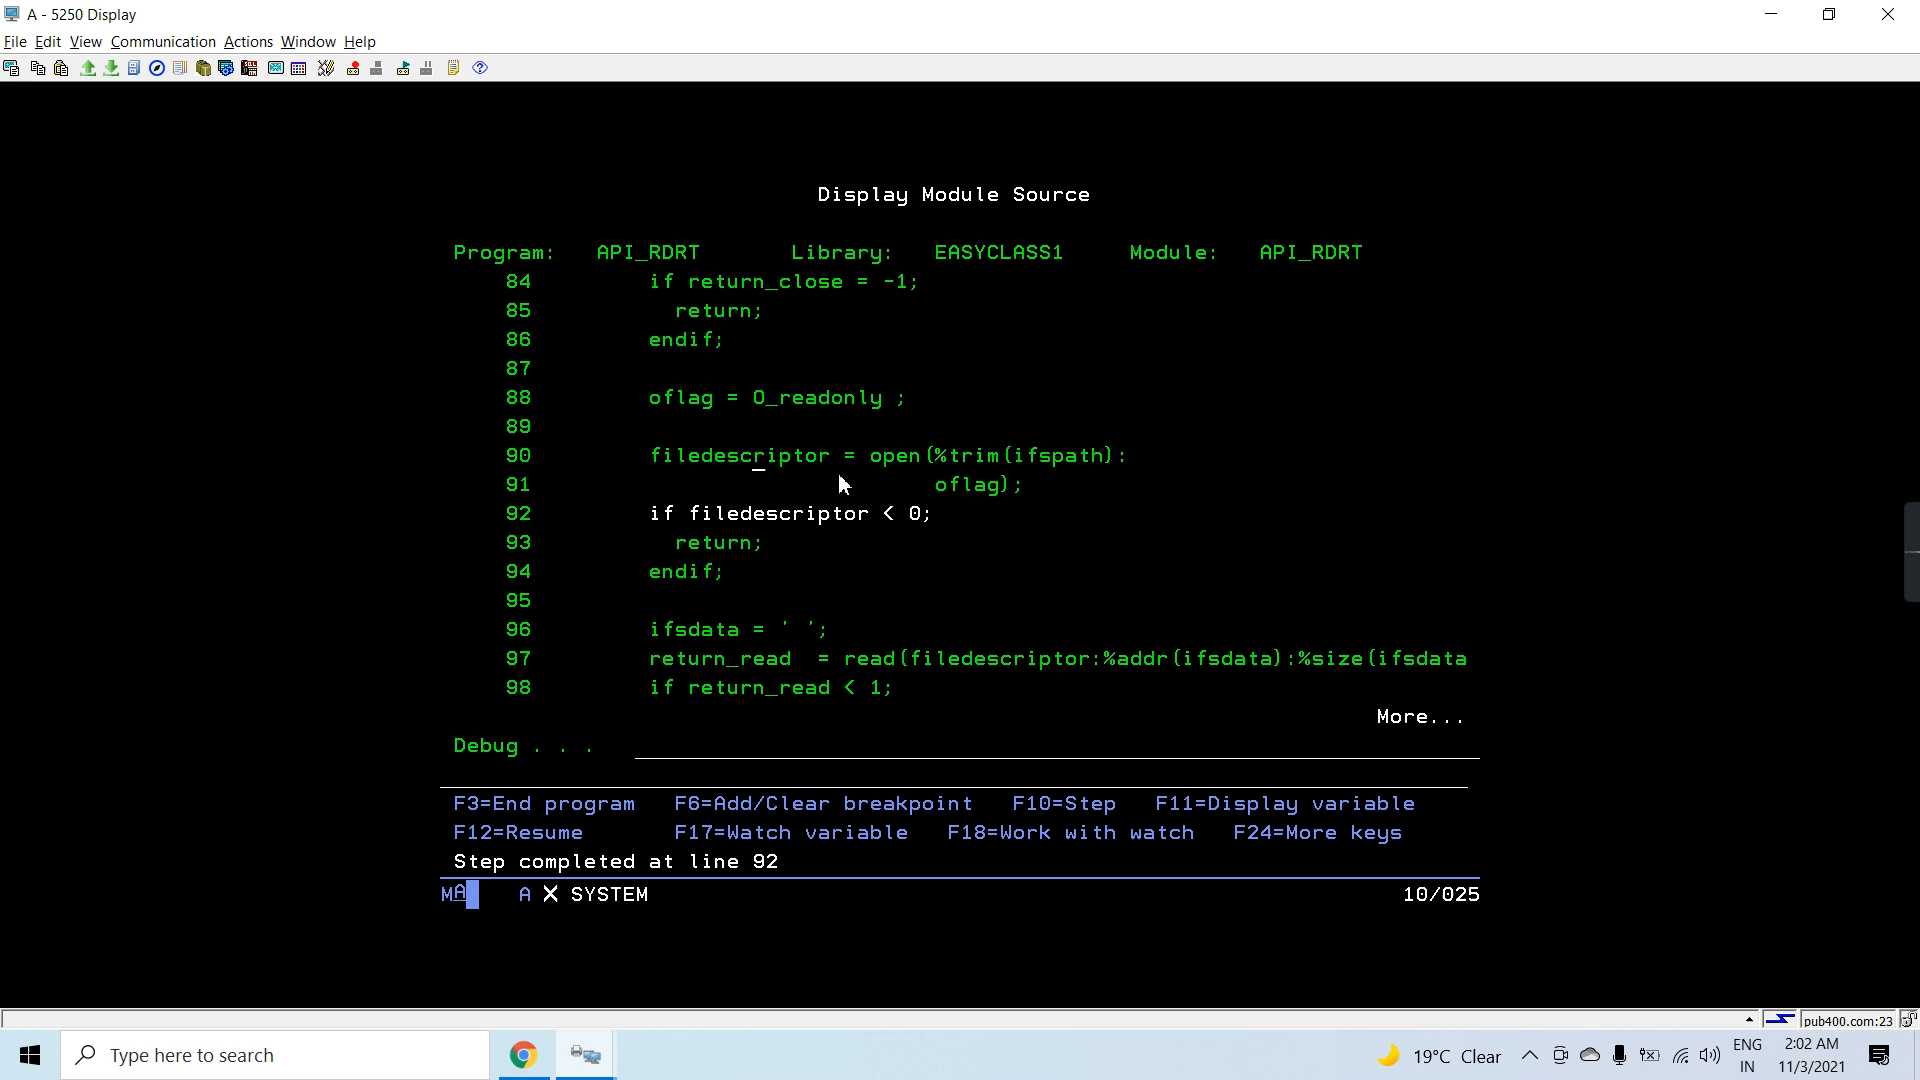 A - 5250 Display
File Edit View Communication Actions Window Help
Display Module Source
Program: API_RDRT Library: EASYCLASS1 Module: API_RDRT
84 if return_close = -1;
85 return;
86 endif;
87
88 oflag = O_readonly ;
89
90 filedescriptor = open(%trim(ifspath):
91 oflag);
92 if filedescriptor < 0;
93 return;
94 endif;
95
96 ifsdata = ' ';
97 return_read = read(filedescriptor:%addr(ifsdata):%size(ifsdata
98 if return_read < 1;
More...
Debug . . .
F3=End program F6=Add/Clear breakpoint F10=Step F11=Display variable
F12=Resume F17=Watch variable F18=Work with watch F24=More keys
Step completed at line 92
MA A X SYSTEM 10/025
pub400.com:23
Type here to search
19°C Clear
ENG
IN
2:02 AM
11/3/2021